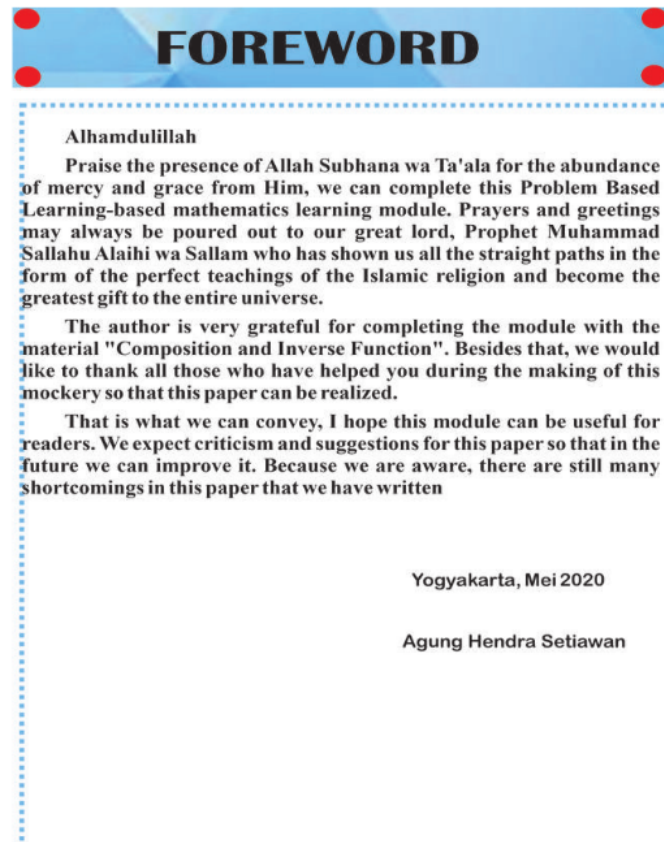 FOREWORD
Alhamdulillah
Praise the presence of Allah Subhana wa Ta'ala for the abundance
of mercy and grace from Him, we can complete this Problem Based
Learning-based mathematics learning module. Prayers and greetings
may always be poured out to our great lord, Prophet Muhammad
Sallahu Alaihi wa Sallam who has shown us all the straight paths in the
form of the perfect teachings of the Islamic religion and become the
greatest gift to the entire universe.
The author is very grateful for completing the module with the
material "Composition and Inverse Function". Besides that, we would
like to thank all those who have helped you during the making of this
mockery so that this paper can be realized.
That is what we can convey, I hope this module can be useful for
readers. We expect criticism and suggestions for this paper so that in the
future we can improve it. Because we are aware, there are still many
shortcomings in this paper that we have written
Yogyakarta, Mei 2020
Agung Hendra Setiawan